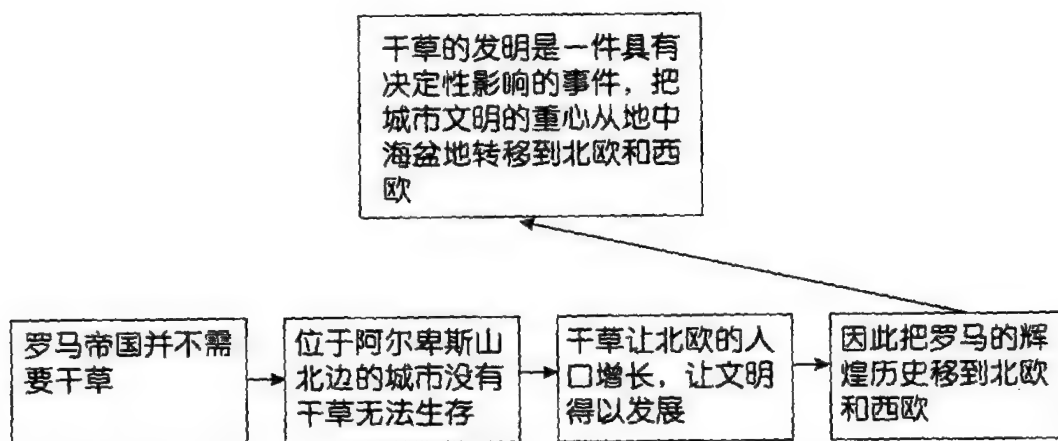 干草的发明是一件具有
决定性影响的事件，把
城市文明的重心从地中
海盆地转移到北欧和西
欧
罗马帝国并不需
要干草
位于阿尔卑斯山
北边的城市没有
干草无法生存
干草让北欧的人
口增长，让文明
得以发展
因此把罗马的辉
煌历史移到北欧
和西欧